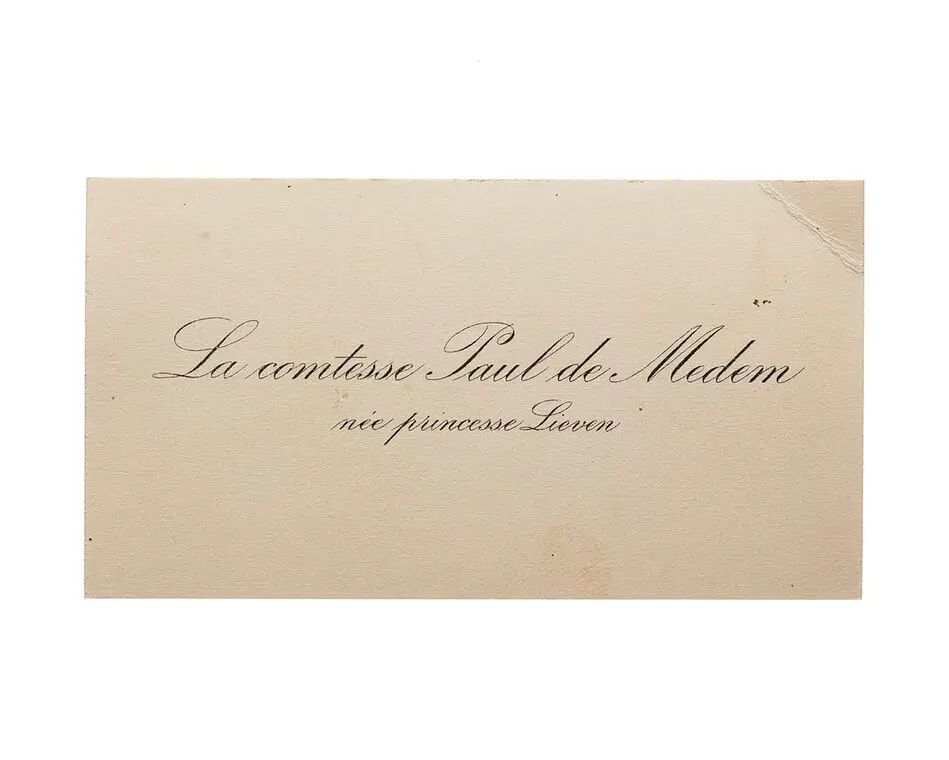 La comtesse Paul de Medem
née princesse Lieven